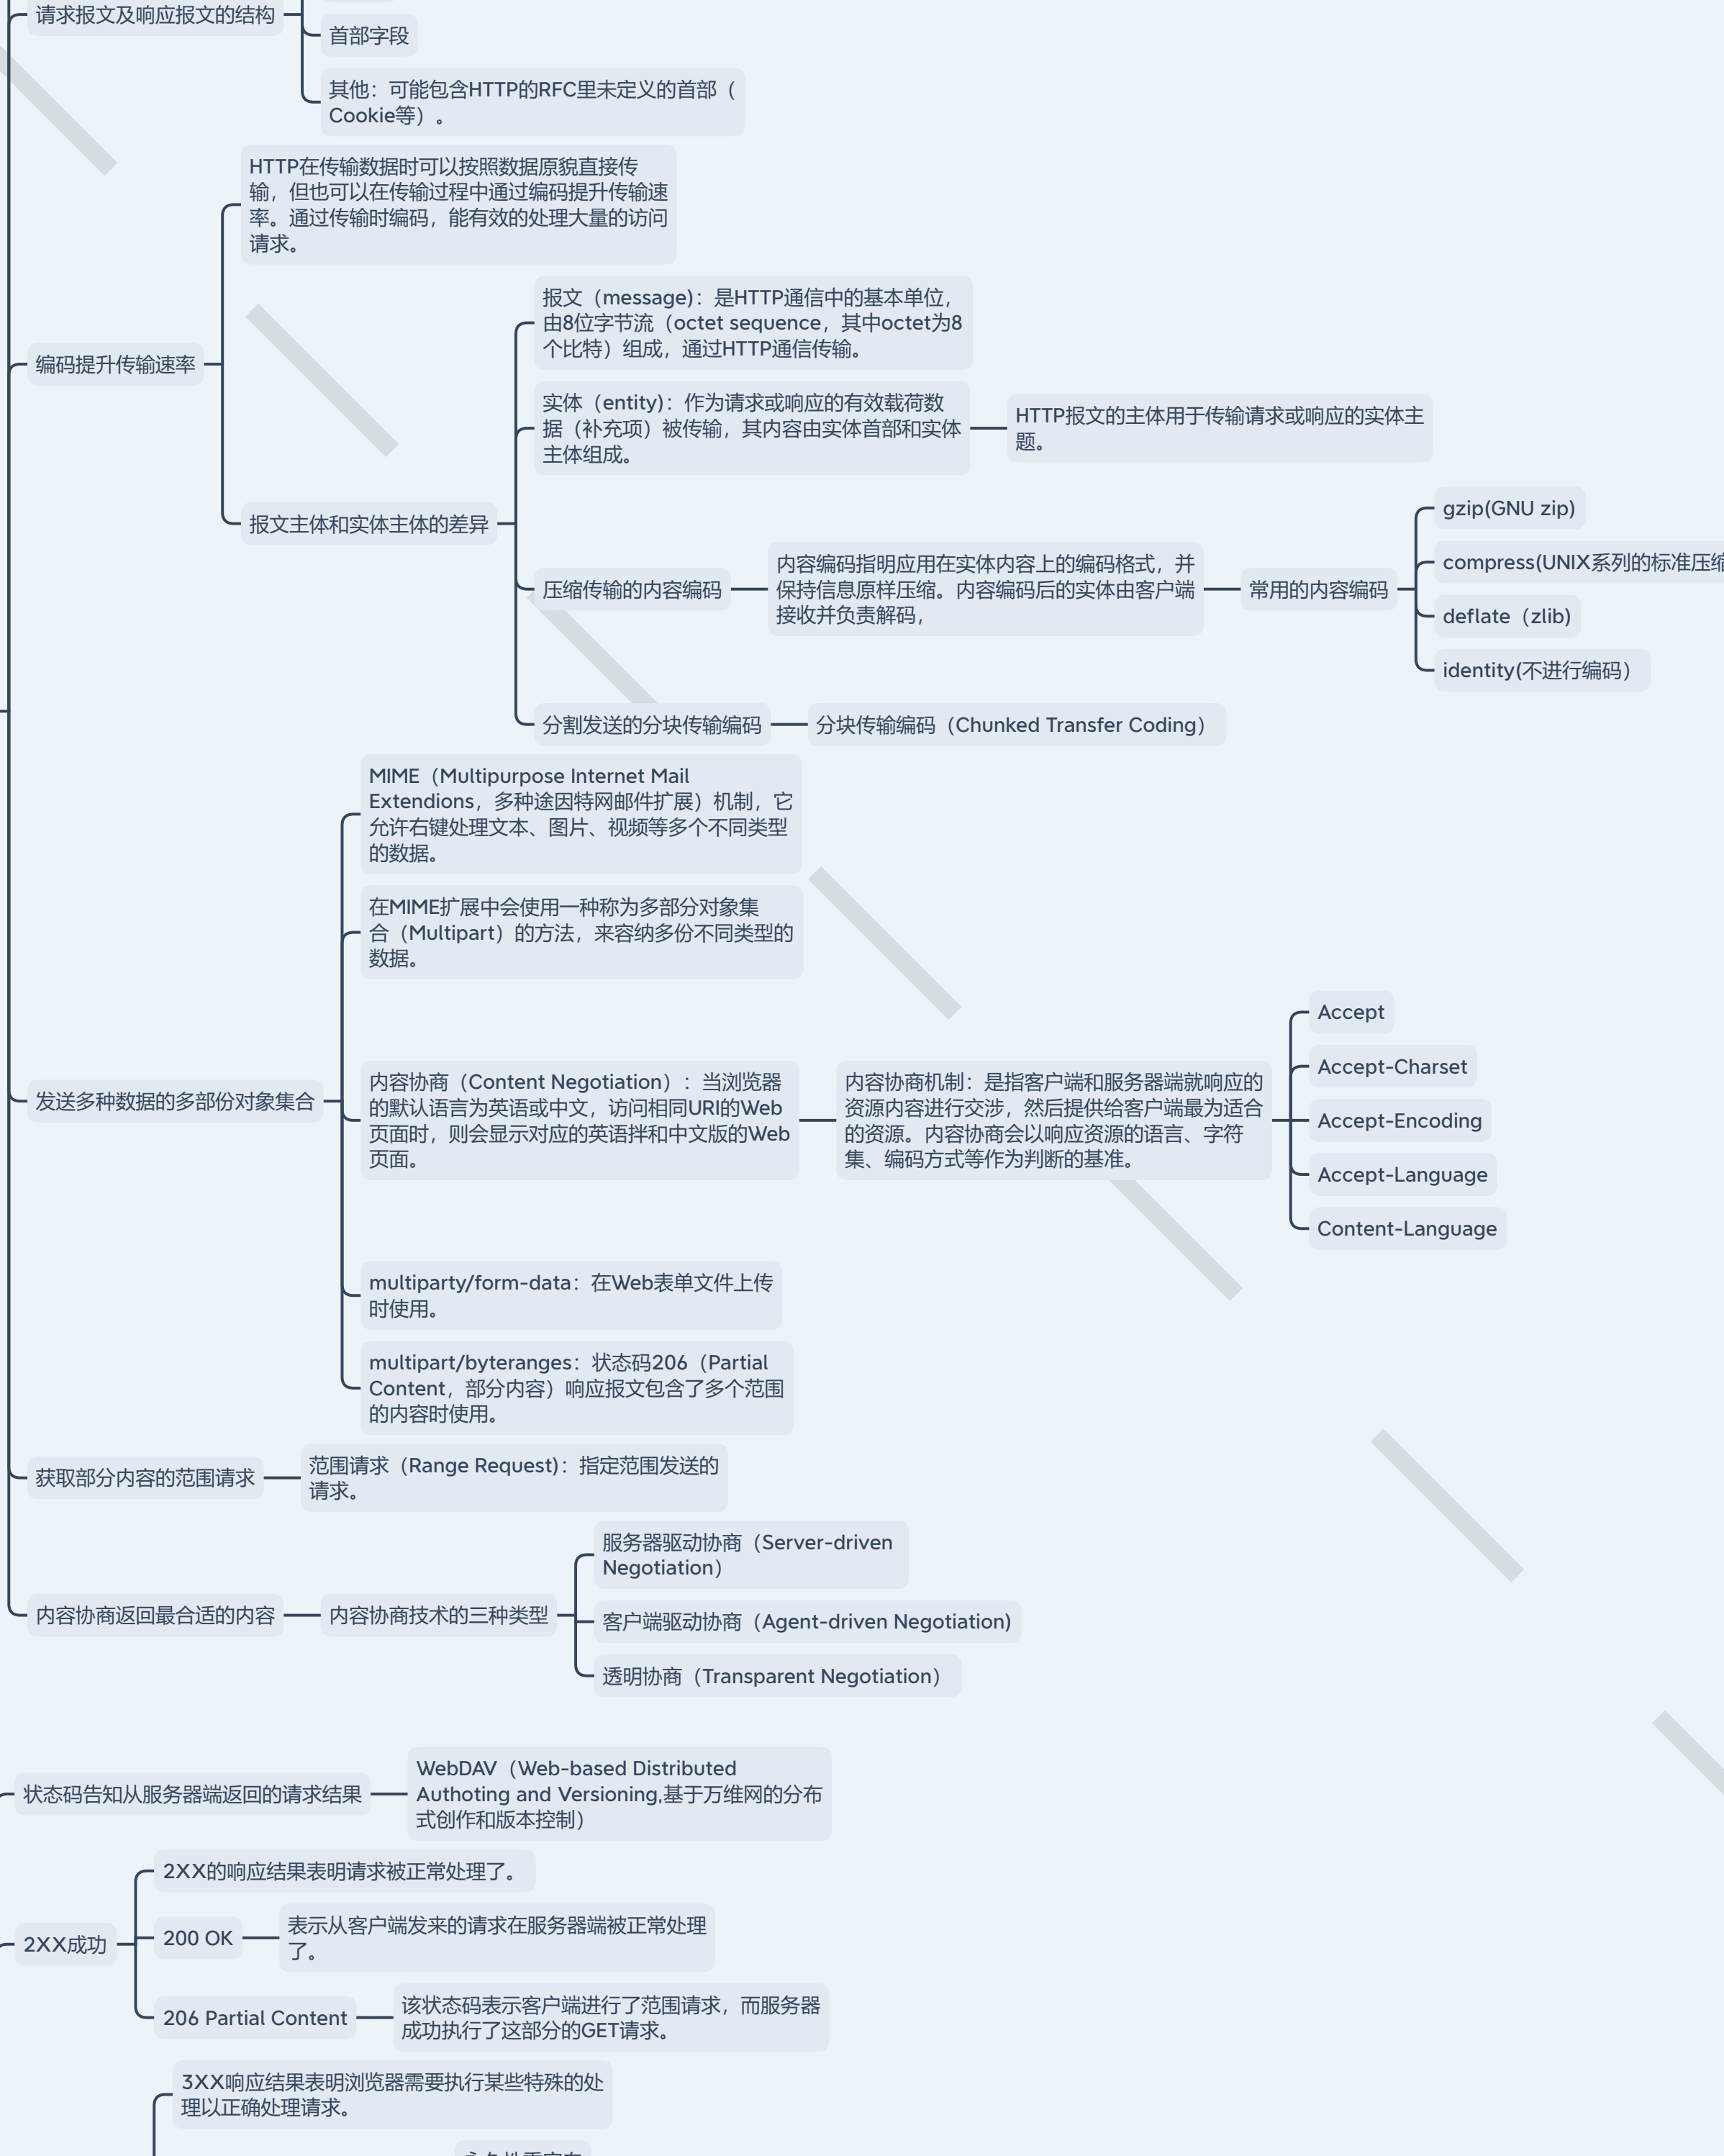 请求报文及响应报文的结构
首部字段
其他：可能包含HTTP的RFC里未定义的首部（
Cookie等）。
编码提升传输速率
HTTP在传输数据时可以按照数据原貌直接传
输，但也可以在传输过程中通过编码提升传输速
率。通过传输时编码，能有效的处理大量的访问
请求。
报文主体和实体主体的差异
报文（message)：是HTTP通信中的基本单位，
由8位字节流（octet sequence，其中octet为8
个比特）组成，通过HTTP通信传输。
实体（entity)：作为请求或响应的有效载荷数
据（补充项）被传输，其内容由实体首部和实体
主体组成。
HTTP报文的主体用于传输请求或响应的实体主
题。
压缩传输的内容编码
内容编码指明应用在实体内容上的编码格式，并
保持信息原样压缩。内容编码后的实体由客户端
接收并负责解码，
常用的内容编码
gzip(GNU zip)
compress(UNIX系列的标准压缩
deflate（zlib)
identity(不进行编码）
分割发送的分块传输编码
分块传输编码（Chunked Transfer Coding）
发送多种数据的多部份对象集合
MIME（Multipurpose Internet Mail
Extendions，多种途因特网邮件扩展）机制，它
允许右键处理文本、图片、视频等多个不同类型
的数据。
在MIME扩展中会使用一种称为多部分对象集
合（Multipart）的方法，来容纳多份不同类型的
数据。
内容协商（Content Negotiation）：当浏览器
的默认语言为英语或中文，访问相同URI的Web
页面时，则会显示对应的英语拌和中文版的Web
页面。
内容协商机制：是指客户端和服务器端就响应的
资源内容进行交涉，然后提供给客户端最为适合
的资源。内容协商会以响应资源的语言、字符
集、编码方式等作为判断的基准。
Accept
Accept-Charset
Accept-Encoding
Accept-Language
Content-Language
multiparty/form-data：在Web表单文件上传
时使用。
multipart/byteranges：状态码206（Partial
Content，部分内容）响应报文包含了多个范围
的内容时使用。
获取部分内容的范围请求
范围请求（Range Request)：指定范围发送的
请求。
内容协商返回最合适的内容
内容协商技术的三种类型
服务器驱动协商（Server-driven
Negotiation）
客户端驱动协商（Agent-driven Negotiation)
透明协商（Transparent Negotiation）
状态码告知从服务器端返回的请求结果
WebDAV（Web-based Distributed
Authoting and Versioning,基于万维网的分布
式创作和版本控制）
2XX成功
2XX的响应结果表明请求被正常处理了。
200 OK
表示从客户端发来的请求在服务器端被正常处理
了。
206 Partial Content
该状态码表示客户端进行了范围请求，而服务器
成功执行了这部分的GET请求。
3XX响应结果表明浏览器需要执行某些特殊的处
理以正确处理请求。